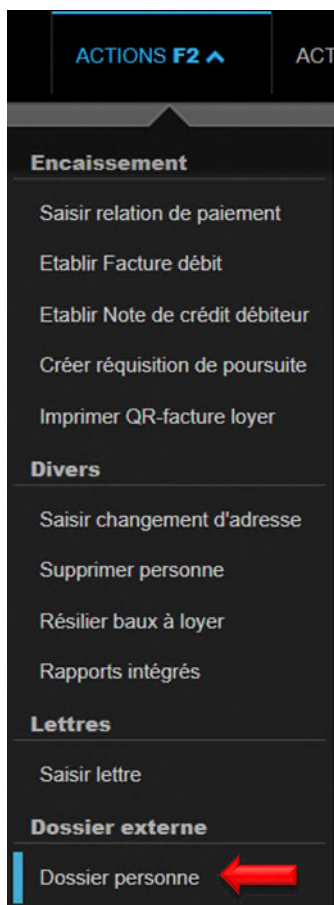 ACTIONS F2 ACT
Encaissement
Saisir relation de paiement
Etablir Facture débit
Etablir Note de crédit débiteur
Créer réquisition de poursuite
Imprimer QR-facture loyer
Divers
Saisir changement d'adresse
Supprimer personne
Résilier baux à loyer
Rapports intégrés
Lettres
Saisir lettre
Dossier externe
Dossier personne